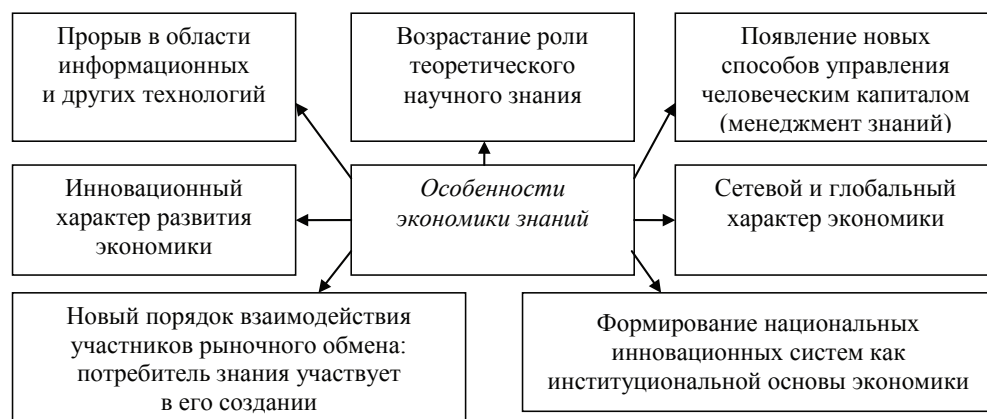 Прорыв в области
информационных
и других технологий
Возрастание роли
теоретического
научного знания
Появление новых
способов управления
человеческим капиталом
(менеджмент знаний)
Инновационный
характер развития
экономики
Особенности
экономики знаний
Сетевой и глобальный
характер экономики
Новый порядок взаимодействия
участников рыночного обмена:
потребитель знания участвует
в его создании
Формирование национальных
инновационных систем как
институциональной основы экономики